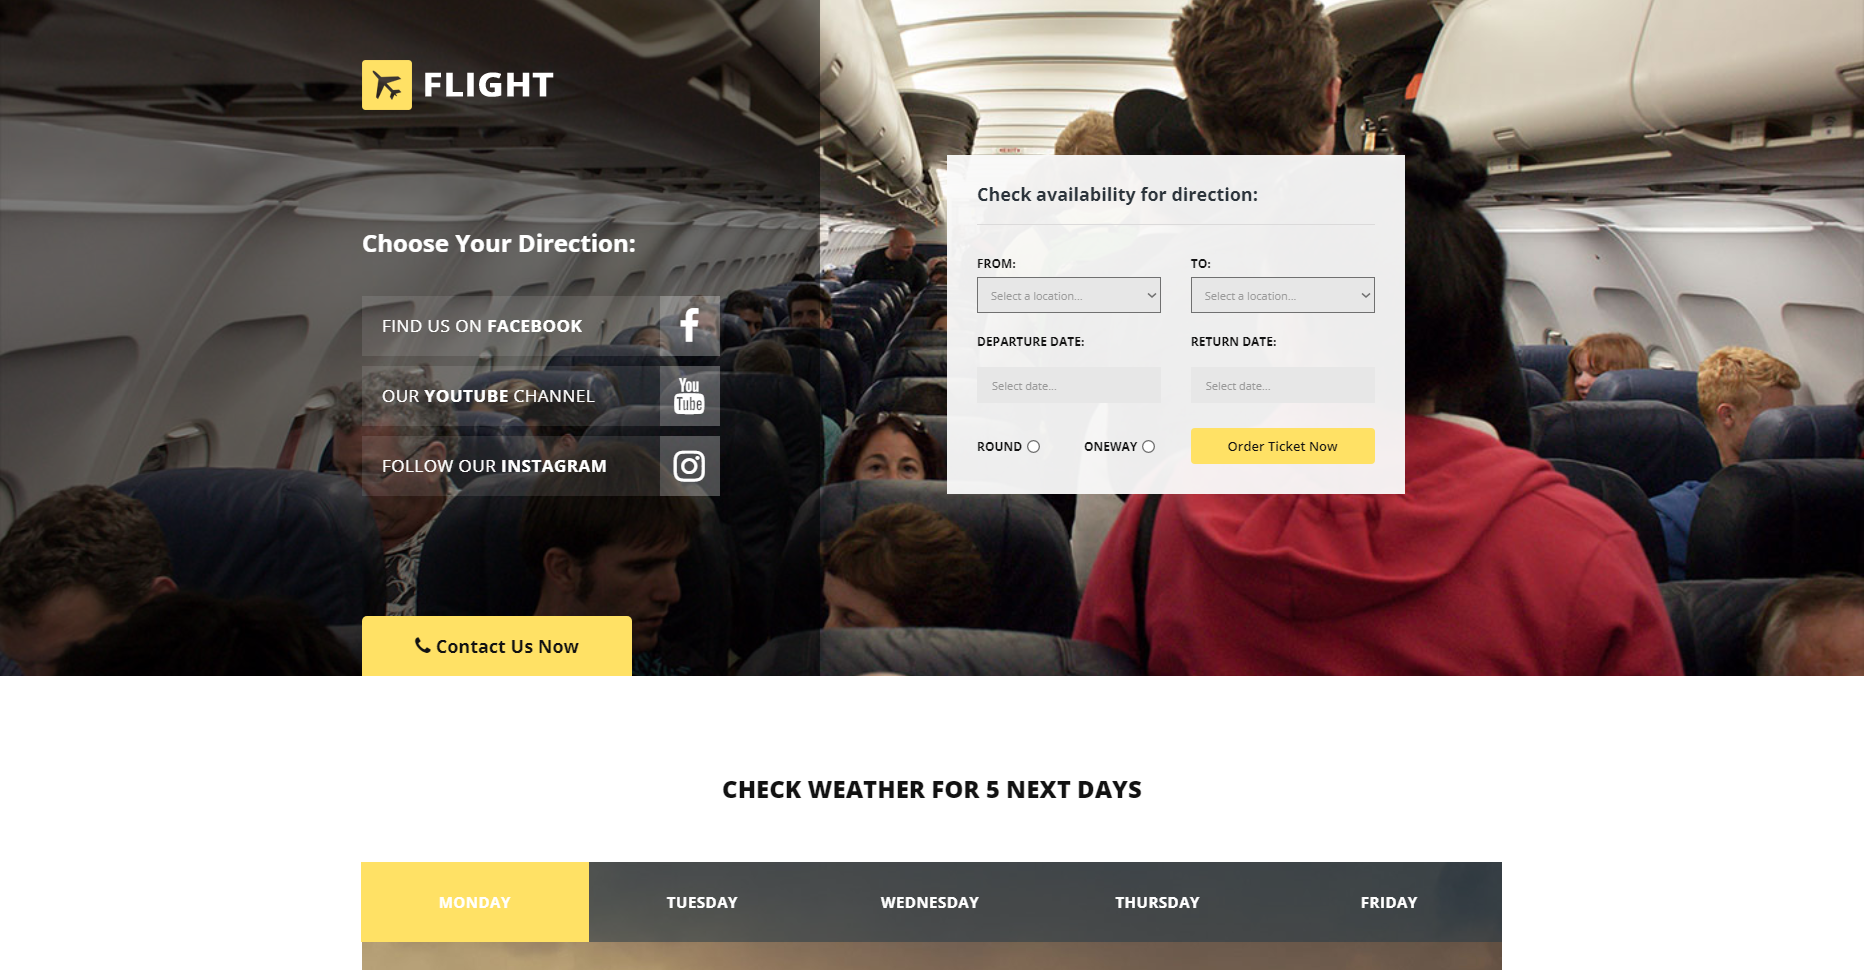 FLIGHT
Choose Your Direction:
FIND US ON FACEBOOK
OUR YOUTUBE CHANNEL
You
Tube
FOLLOW OUR INSTAGRAM
Contact Us Now
Check availability for direction:
FROM: TO:
Select a location... Select a location...
DEPARTURE DATE: RETURN DATE:
Select date... Select date...
ROUND ONEWAY Order Ticket Now
CHECK WEATHER FOR 5 NEXT DAYS
MONDAY TUESDAY WEDNESDAY THURSDAY FRIDAY